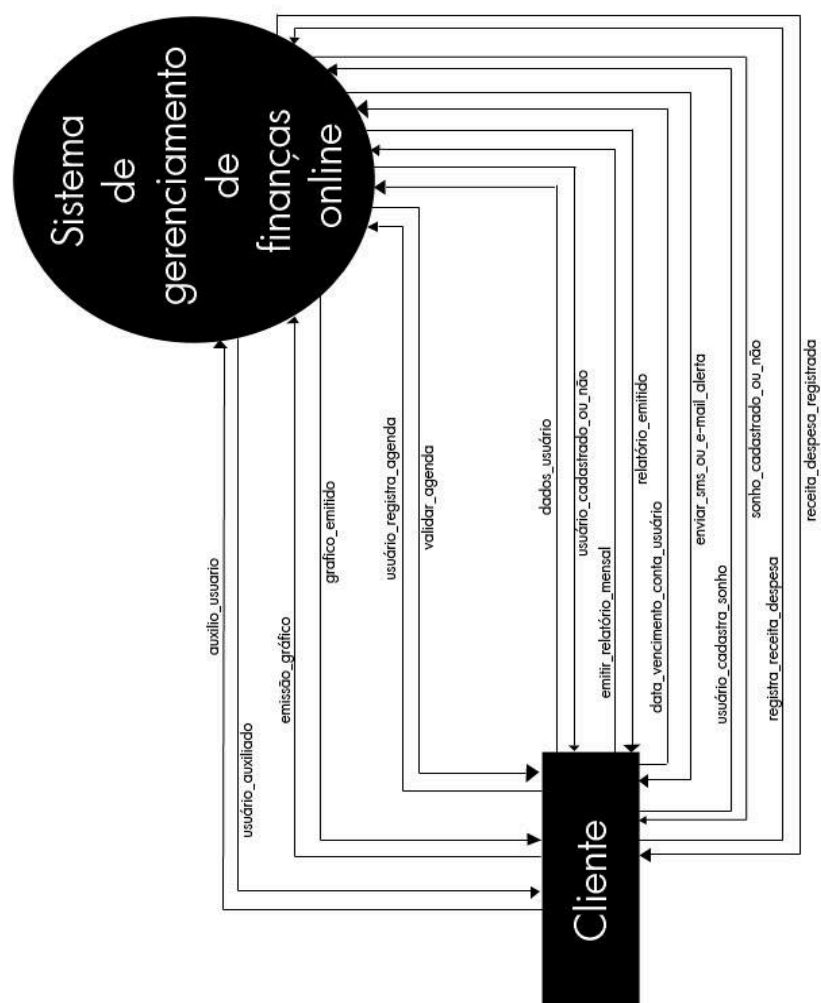 Sistema
de
gerenciamento
de
finanças
online
auxilio_usuario
usuário_auxiliado
emissão_gráfico
grafico_emitido
usuário_registra_agenda
validar_agenda
dados_usuário
usuário_cadastrado_ou_não
emitir_relatório_mensal
relatório_emitido
data_vencimento_conta_usuário
enviar_sms_ou_e-mail_alerta
usuário_cadastra_sonho
sonho_cadastrado_ou_não
registra_receita_despesa
receita_despesa_registrada
Cliente